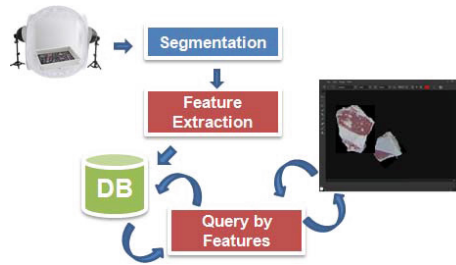 Segmentation
Feature
Extraction
DB
Query by
Features